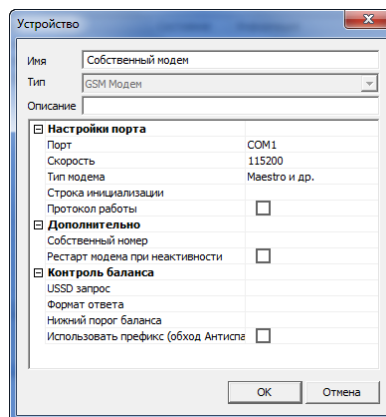 Устройство
Имя Собственный модем
Тип GSM Модем
Описание
Настройки порта
Порт COM1
Скорость 115200
Тип модема Maestro и др.
Строка инициализации
Протокол работы
Дополнительно
Собственный номер
Рестарт модема при неактивности
Контроль баланса
USSD запрос
Формат ответа
Нижний порог баланса
Использовать префикс (обход Антиспа
OK Отмена